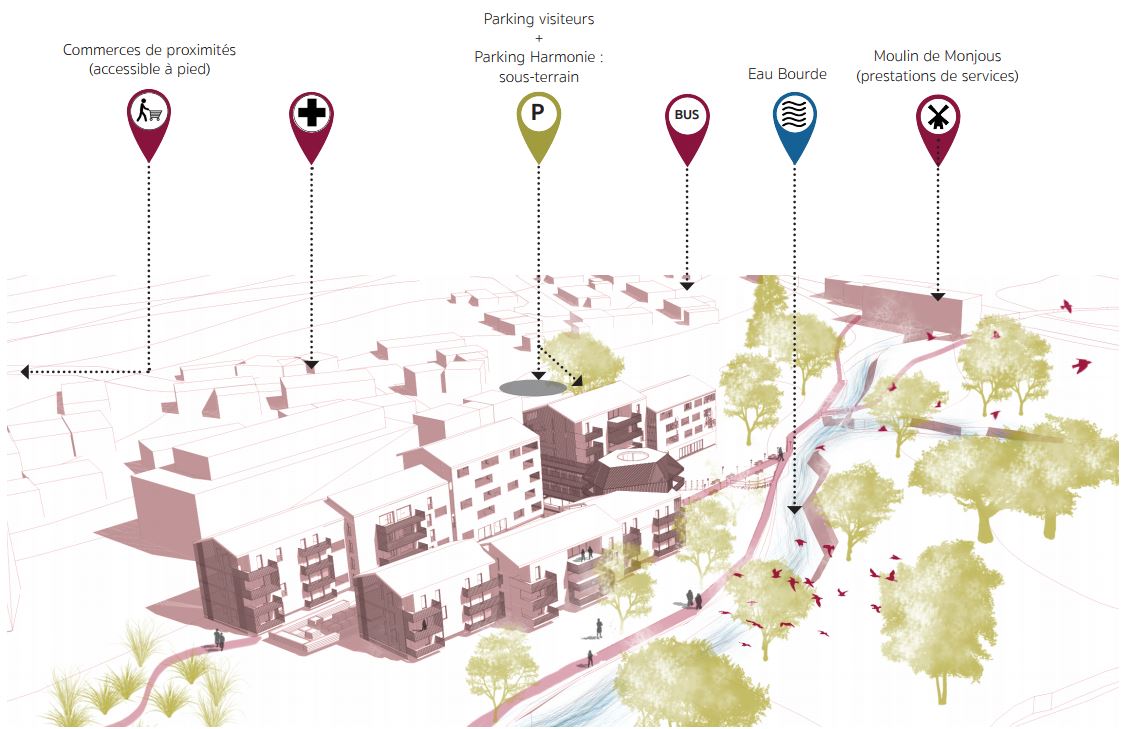 Commerces de proximités
(accessible à pied)
Parking visiteurs
+
Parking Harmonie :
sous-terrain
P
BUS
Eau Bourde
Moulin de Monjous
(prestations de services)